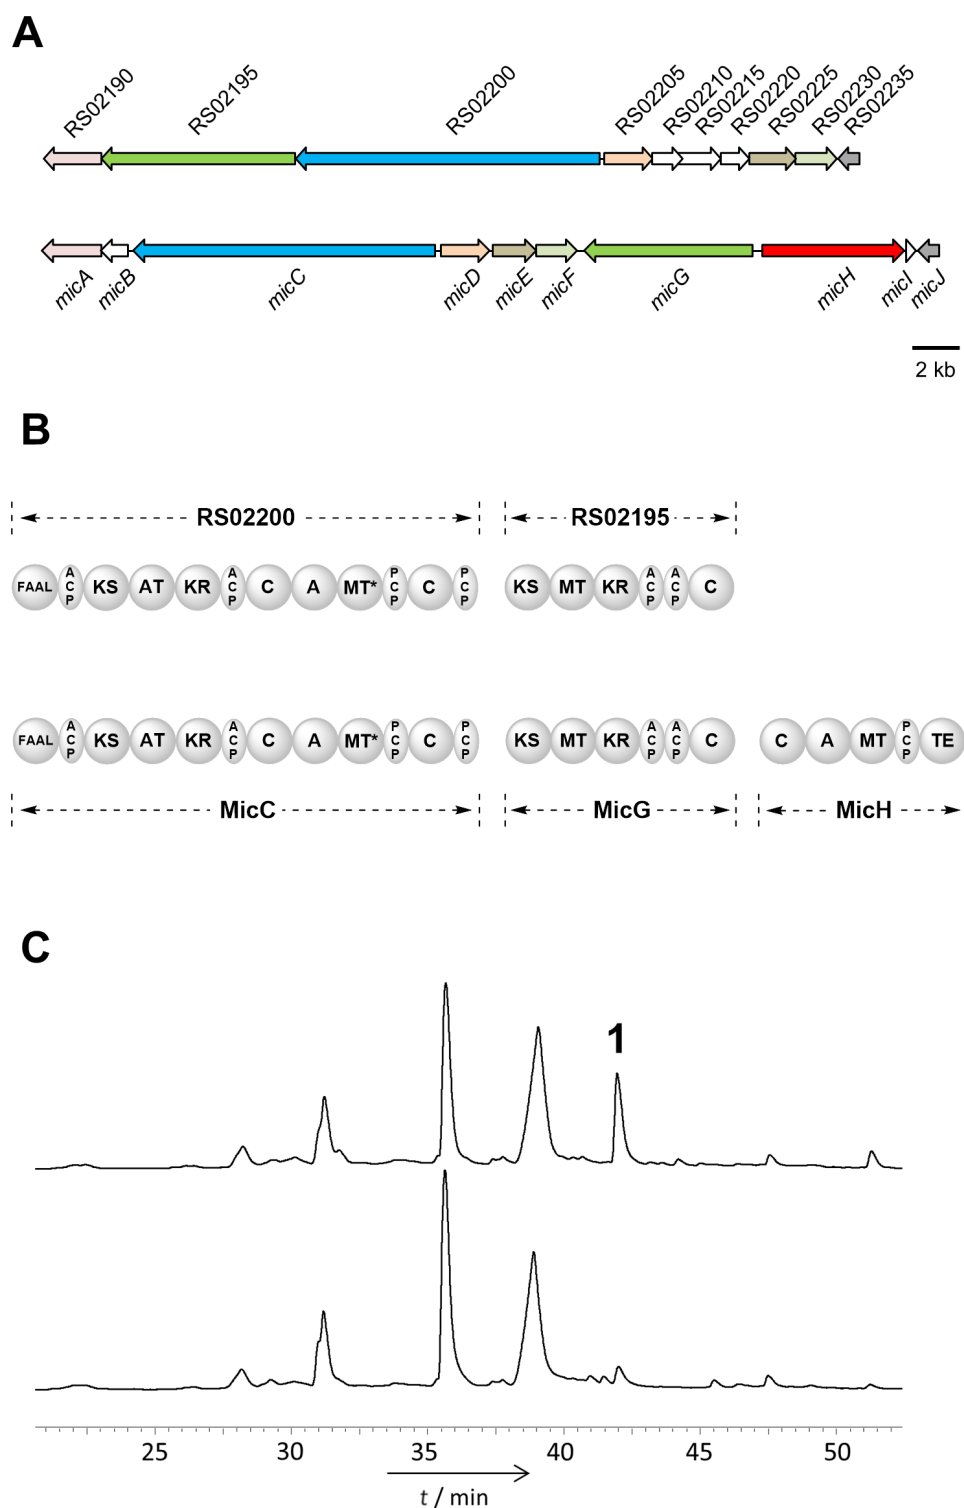 A
RS02190 RS02195 RS02200 RS02205 RS02210 RS02215 RS02220 RS02225 RS02230 RS02235
micA micB micC micD micE micF micG micH micI micJ
2 kb
B
RS02200 RS02195
FAAL ACP KS AT KR ACP C A MT* PCP C PCP KS MT KR ACP ACP C
FAAL ACP KS AT KR ACP C A MT* PCP C PCP KS MT KR ACP ACP C C A MT PCP TE
MicC MicG MicH
C
1
25 30 35 40 45 50
t / min